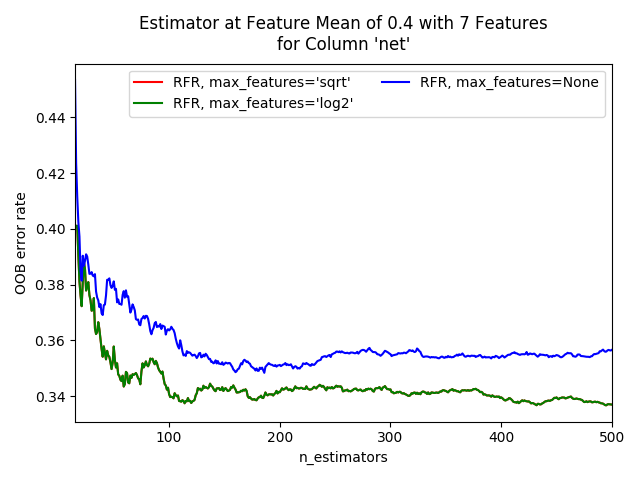 Estimator at Feature Mean of 0.4 with 7 Features
for Column 'net'
RFR, max_features='sqrt'
RFR, max_features='log2'
RFR, max_features=None
OOB error rate
0.44
0.42
0.40
0.38
0.36
0.34
100
200
300
400
500
n_estimators